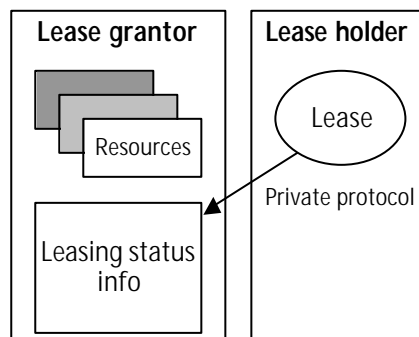 Lease grantor
Resources
Leasing status
info
Lease holder
Lease
Private protocol